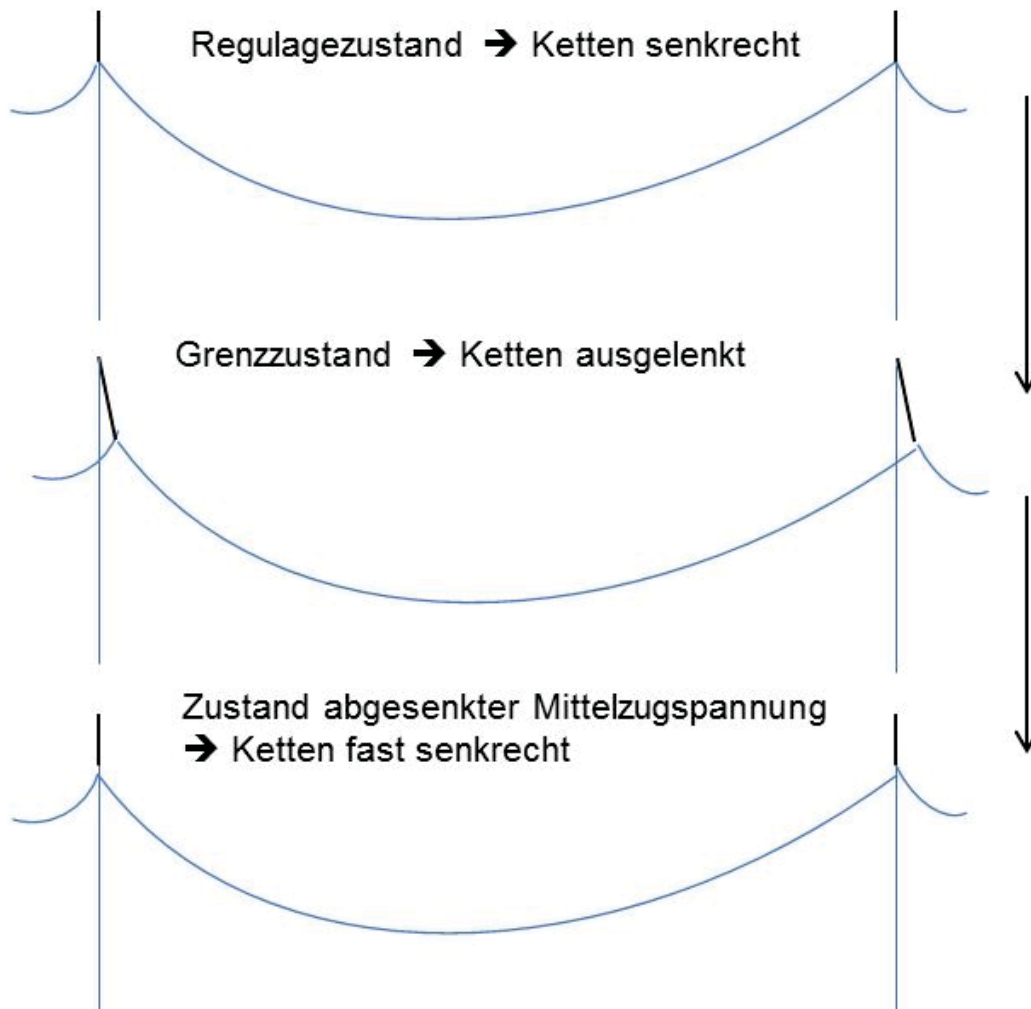 Regulagezustand ➔ Ketten senkrecht
Grenzzustand ➔ Ketten ausgelenkt
Zustand abgesenkter Mittelzugspannung
➔ Ketten fast senkrecht